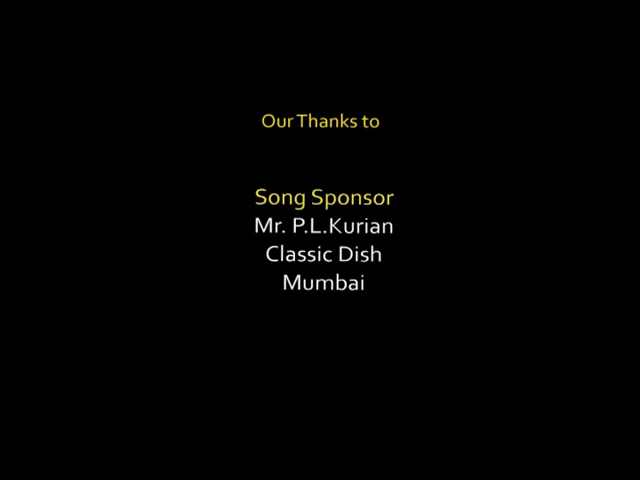 Our Thanks to
Song Sponsor
Mr. P.L.Kurian
Classic Dish
Mumbai